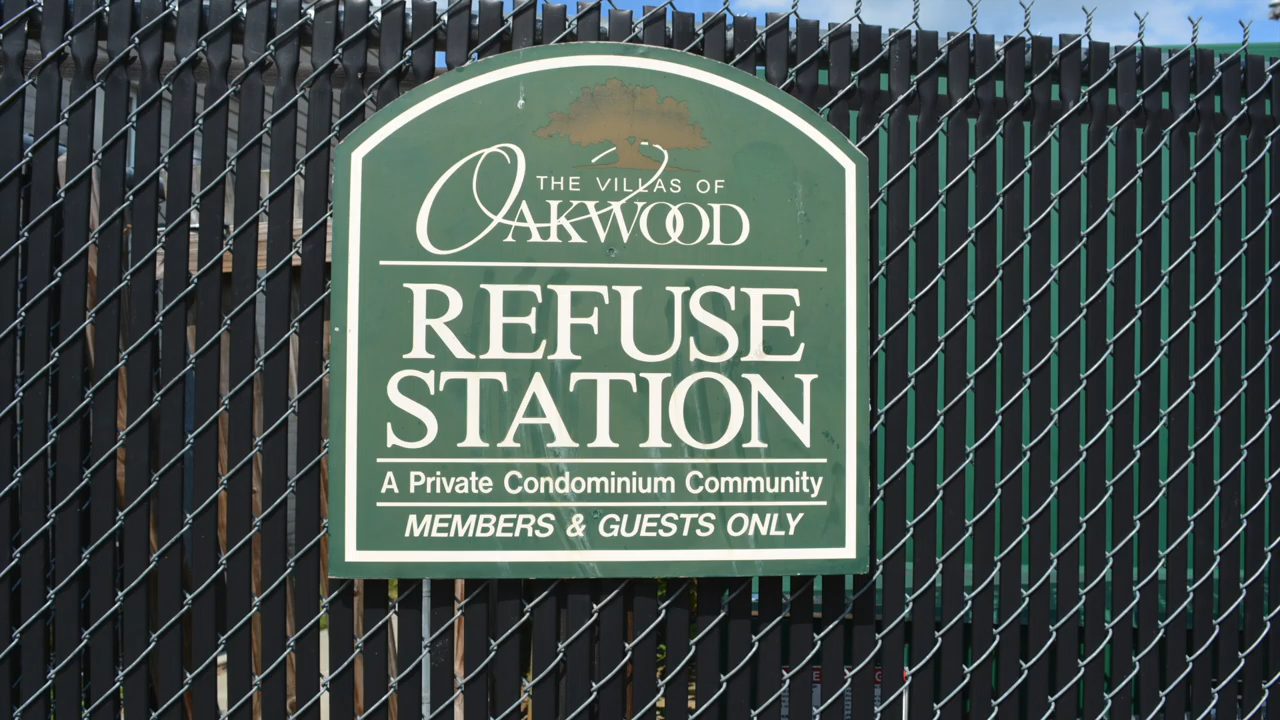 THE VILLAS OF
OAKWOOD
REFUSE
STATION
A Private Condominium Community
MEMBERS & GUESTS ONLY